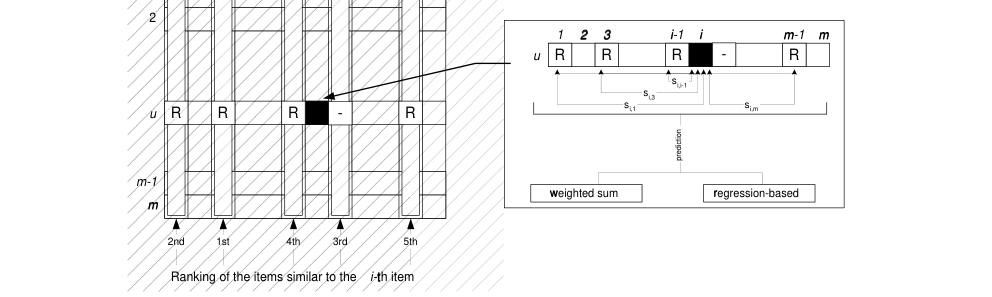 2
u R R R - R
m-1
m
2nd 1st 4th 3rd 5th
Ranking of the items similar to the i-th item
1 2 3 i-1 i m-1 m
u R R R - R
s i,i-1
s i,3
s i,1 s i,m
prediction
weighted sum regression-based